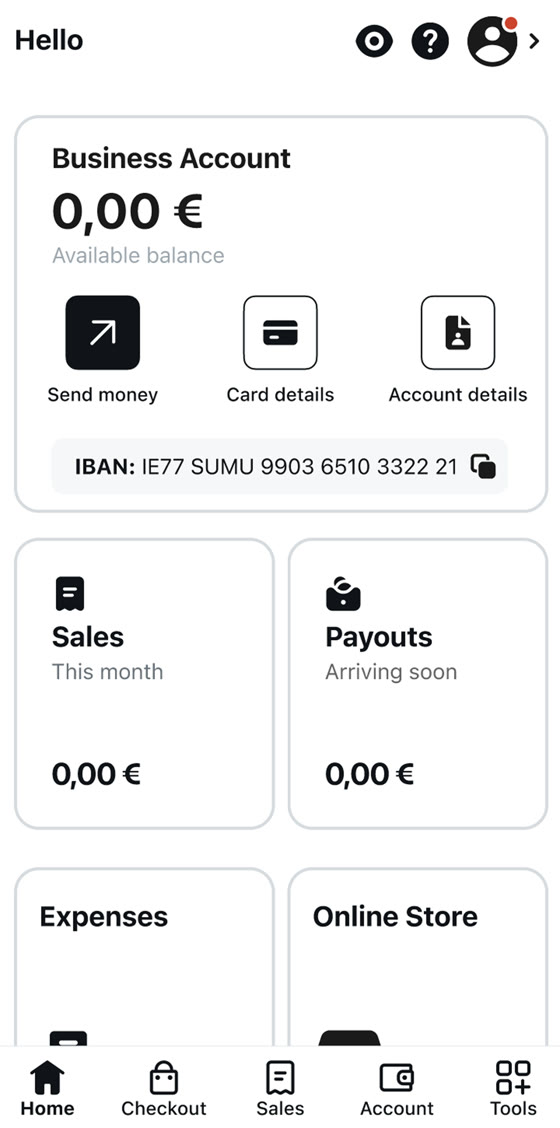 Hello
Business Account
0,00 €
Available balance
Send money
Card details
Account details
IBAN: IE77 SUMU 9903 6510 3322 21
Sales
This month
0,00 €
Payouts
Arriving soon
0,00 €
Expenses
Online Store
Home
Checkout
Sales
Account
Tools